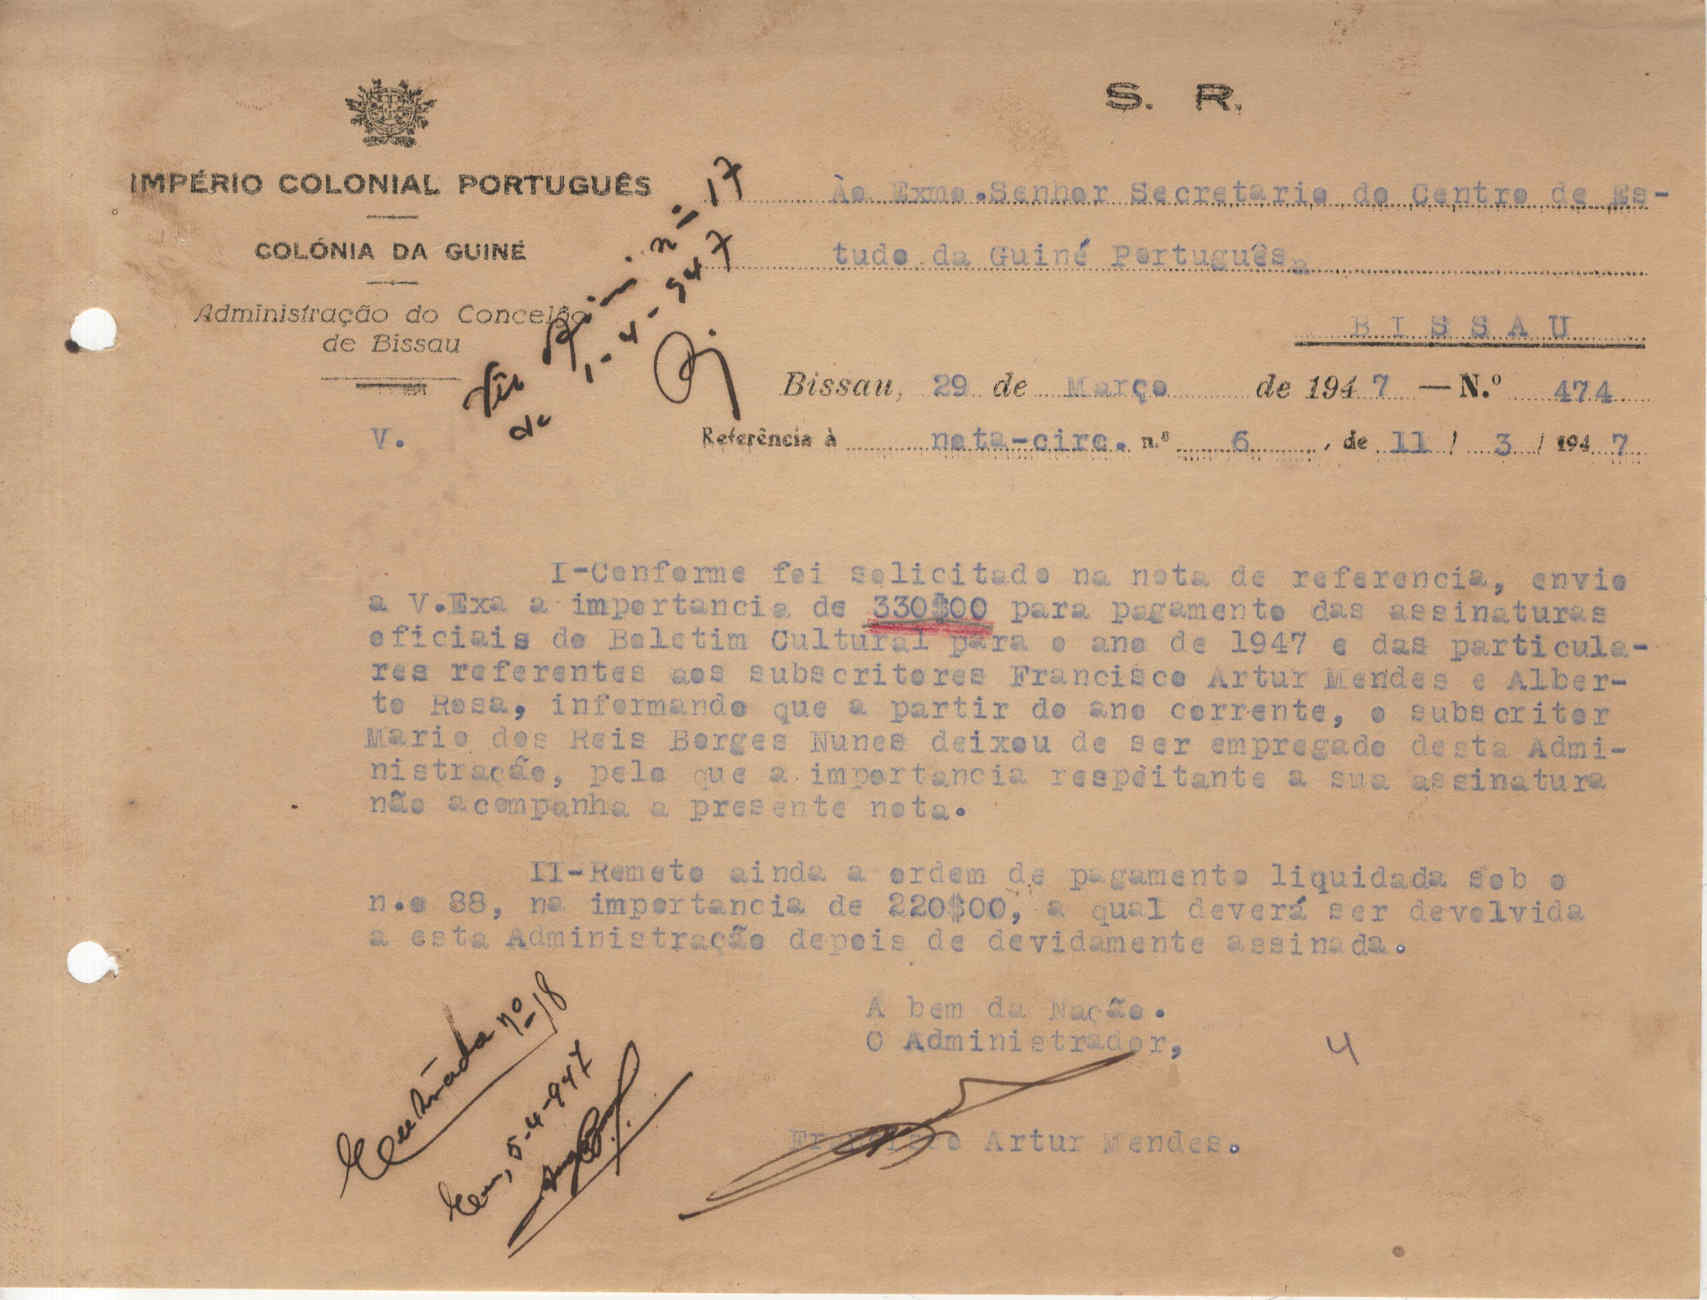 S. R.
IMPÉRIO COLONIAL PORTUGUÊS
COLÓNIA DA GUINÉ
Administração do Concelho
de Bissau
V.
n.º 17
de 1-4-947
Ào Exmo.Senhor Secretario do Centro de Es-
tudo da Guiné Português.
BISSAU
Bissau, 29 de Março de 1947 — N.º 474
Referência à nota-circ. n.º 6, de 11 / 3 / 1947
I-Conforme foi solicitado na nota de referencia, envio
a V.Exa a importancia de 330$00 para pagamento das assinaturas
oficiais do Boletim Cultural para o ano de 1947 e das particula-
res referentes aos subscritores Francisco Artur Mendes e Alber-
to Rosa, informando que a partir do ano corrente, o subscritor
Mario dos Reis Borges Nunes deixou de ser empregado desta Admi-
nistração, pelo que a importancia respeitante a sua assinatura
não acompanha a presente nota.
II-Remeto ainda a ordem de pagamento liquidada sob o
n.o 88, na importancia de 220$00, a qual deverá ser devolvida
a esta Administração depois de devidamente assinada.
A bem da Nação.
O Administrador,
4
Francisco Artur Mendes.
Entráda nº 18
Em, 5-4-947